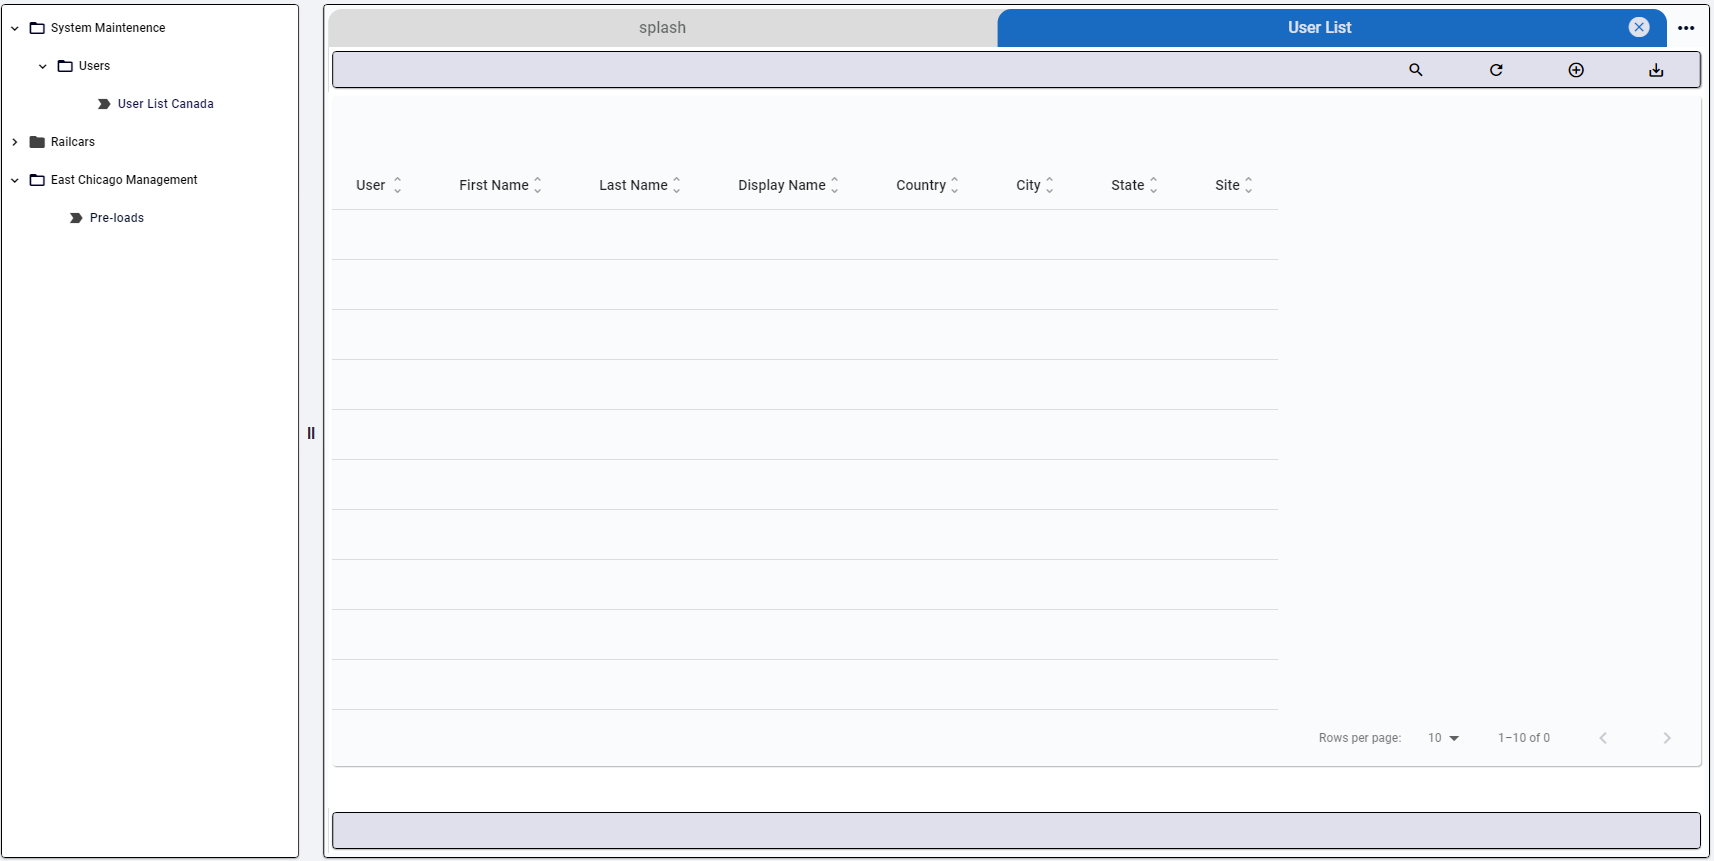 System Maintenence
Users
User List Canada
Railcars
East Chicago Management
Pre-loads
splash
User List
User First Name Last Name Display Name Country City State Site
Rows per page: 10 1–10 of 0